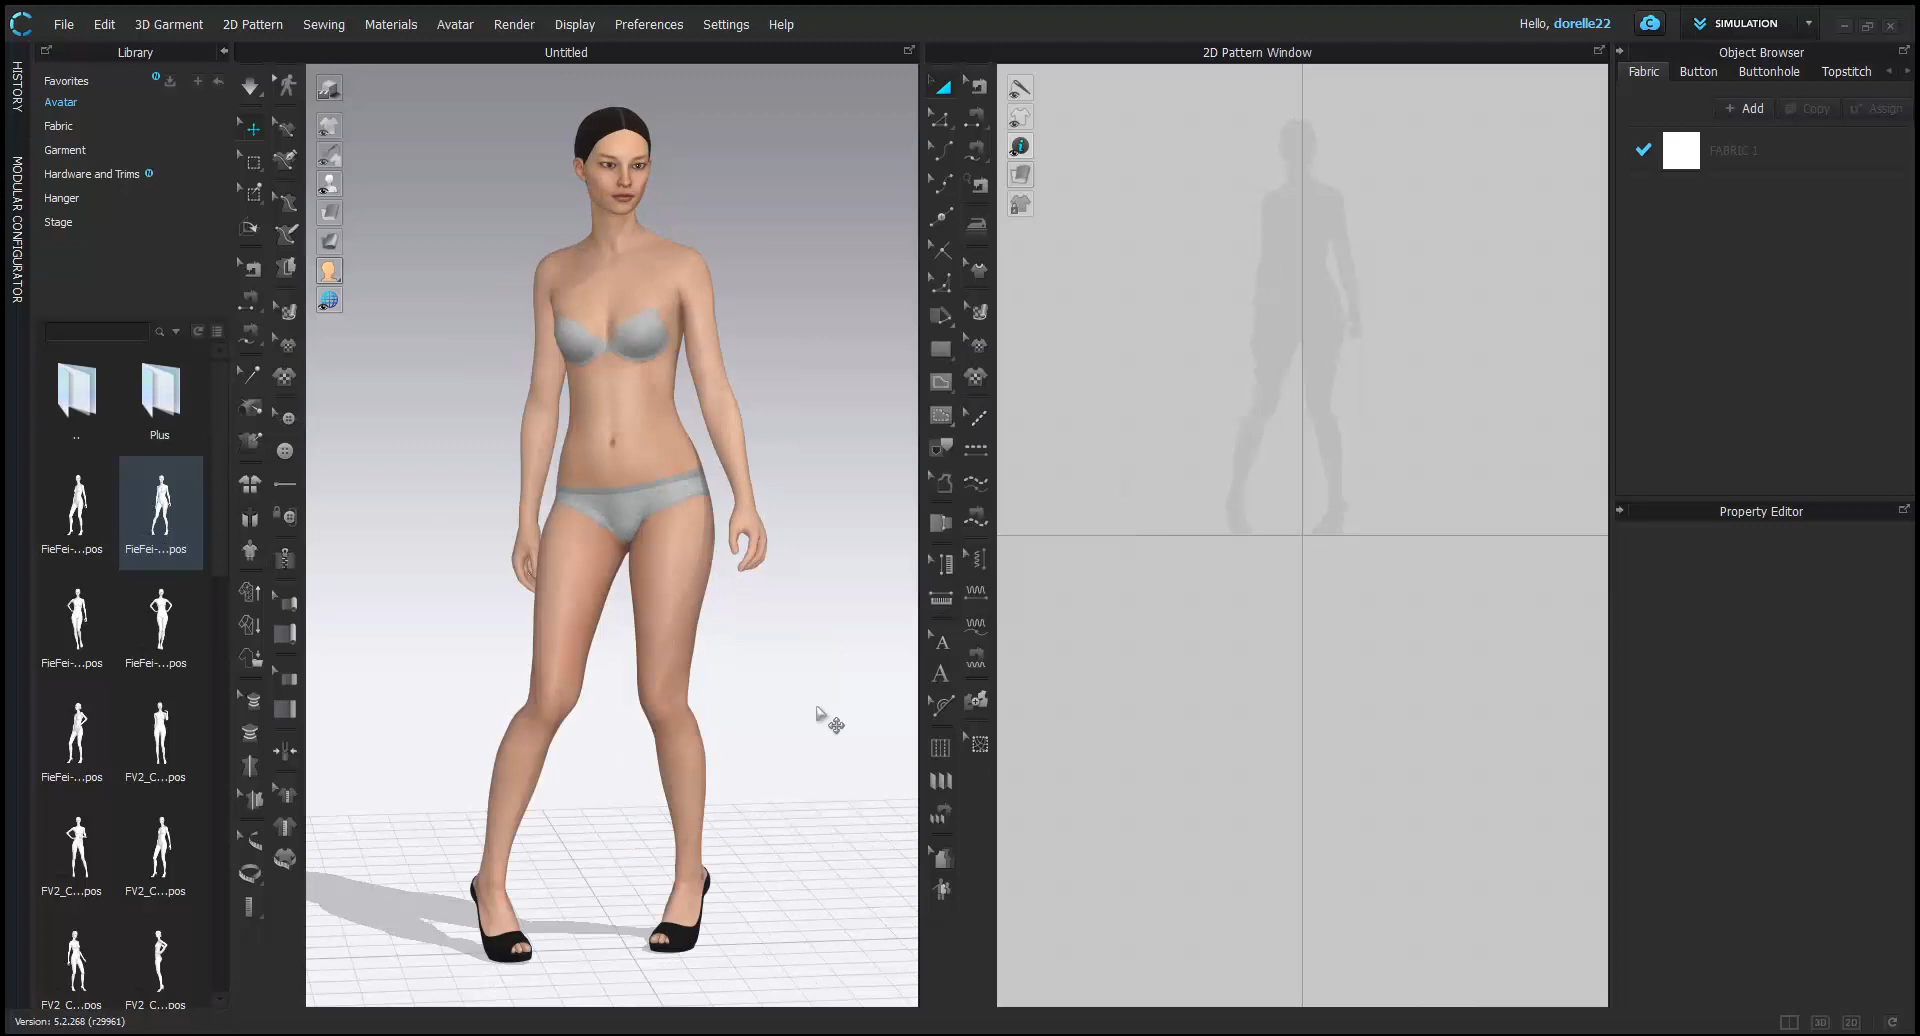 File Edit 3D Garment 2D Pattern Sewing Materials Avatar Render Display Preferences Settings Help
Hello, dorelle22
SIMULATION
Library
Untitled
2D Pattern Window
Object Browser
HISTORY
MODULAR CONFIGURATOR
Favorites
Avatar
Fabric
Garment
Hardware and Trims
Hanger
Stage
Fabric Button Buttonhole Topstitch
+ Add Copy Assign
FABRIC 1
Property Editor
.. Plus
FieFei-...pos FieFei-...pos
FieFei-...pos FieFei-...pos
FieFei-...pos FV2_C...pos
FV2_C...pos FV2_C...pos
FV2_C...pos FV2_C...pos
A
A
Version: 5.2.268 (r29961)
3D 2D